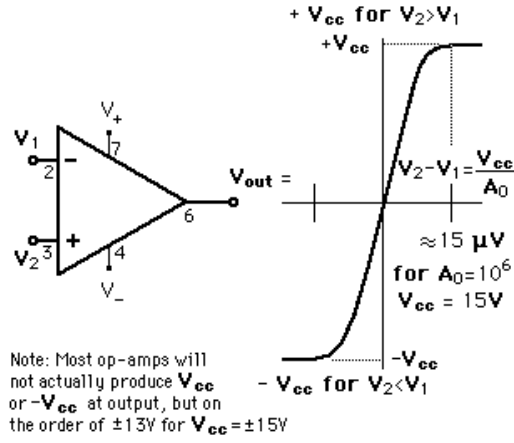 + Vcc for V2>V1
+Vcc
V+
V1
7
2
−
Vout =
V2−V1= Vcc/A0
6
+
3
4
V2
V−
≈15 μV
for A0=10^6
Vcc = 15V
−Vcc
- Vcc for V2<V1
Note: Most op-amps will
not actually produce Vcc
or −Vcc at output, but on
the order of ±13V for Vcc=±15V